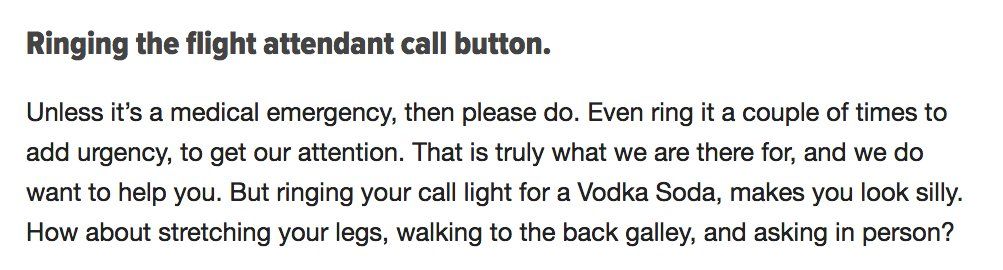 Ringing the flight attendant call button.
Unless it’s a medical emergency, then please do. Even ring it a couple of times to
add urgency, to get our attention. That is truly what we are there for, and we do
want to help you. But ringing your call light for a Vodka Soda, makes you look silly.
How about stretching your legs, walking to the back galley, and asking in person?